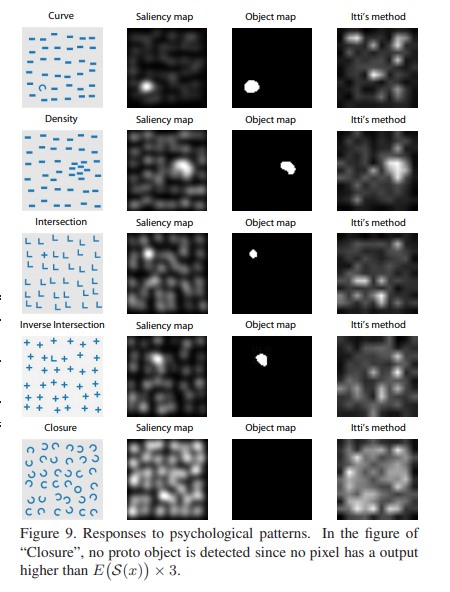 Curve Saliency map Object map Itti's method
Density Saliency map Object map Itti's method
Intersection Saliency map Object map Itti's method
Inverse Intersection Saliency map Object map Itti's method
Closure Saliency map Object map Itti's method
Figure 9. Responses to psychological patterns. In the figure of
“Closure”, no proto object is detected since no pixel has a output
higher than E(S(x)) × 3.